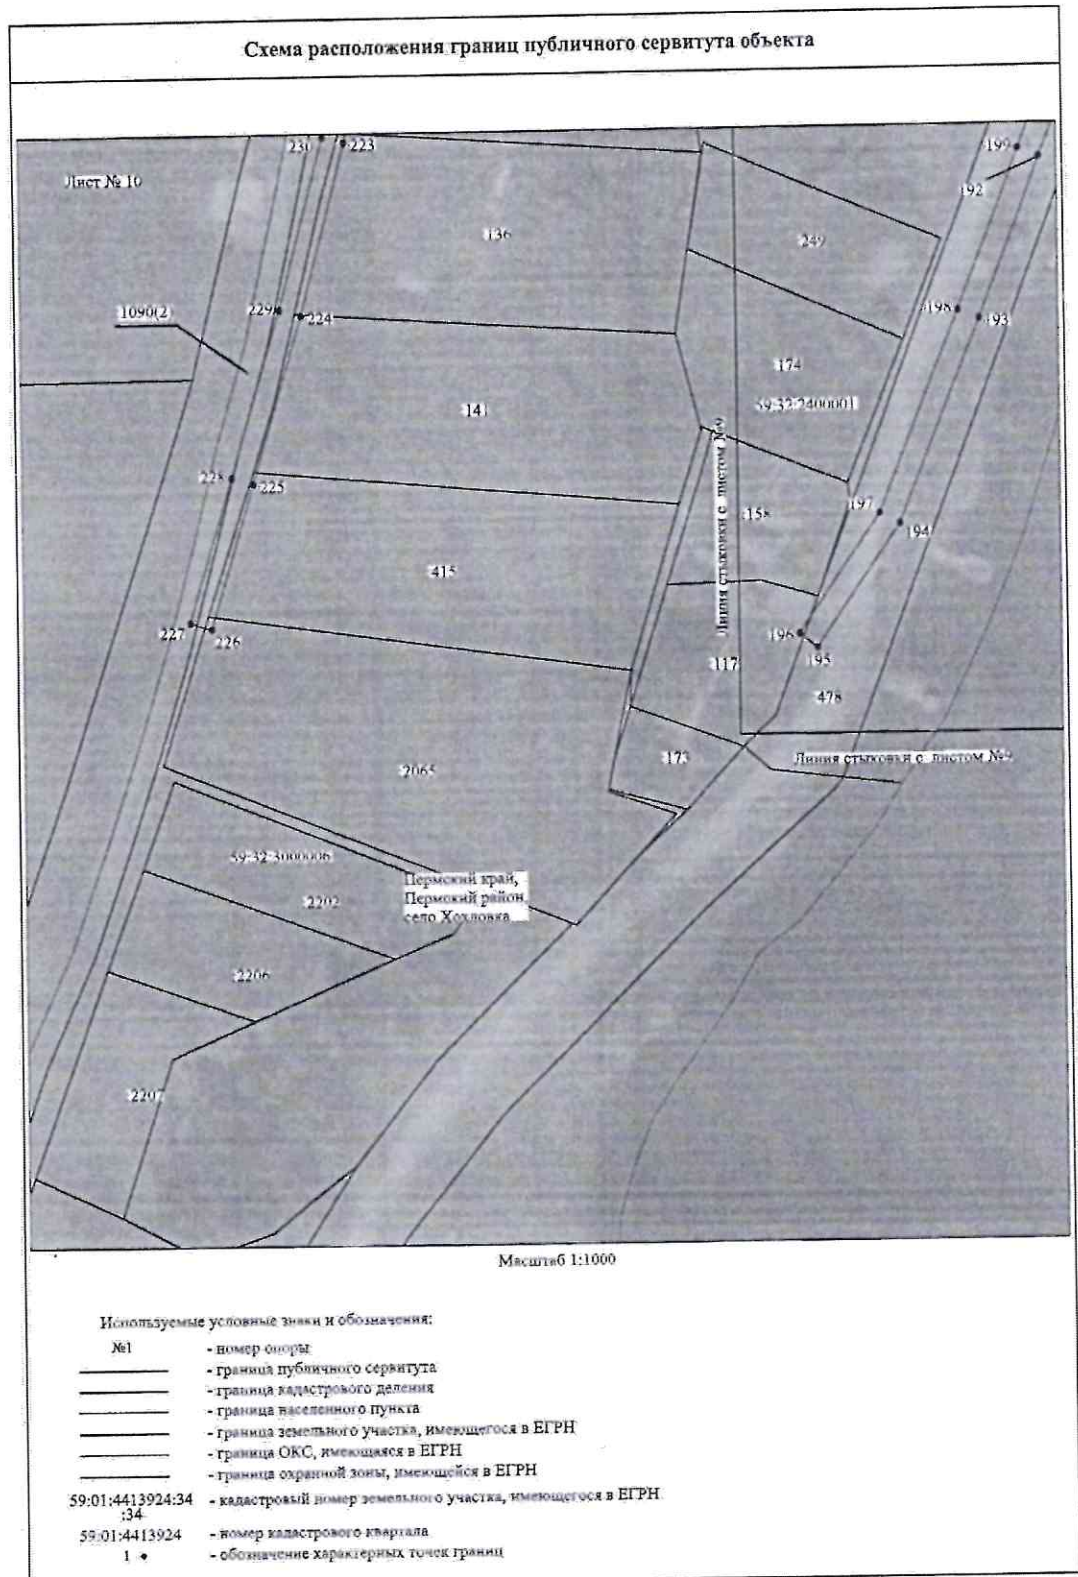 Схема расположения границ публичного сервитута объекта
Лист № 10
230
223
199
192
:136
:249
1090(2)
229
224
198
193
:174
59:32:2400001
:141
228
225
Линия стыковки с листом №9
197
194
:158
:415
227
226
196
195
:117
:478
:173
Линия стыковки с листом №9
:2065
59:32:3000006
Пермский край,
Пермский район,
село Хохловка
:2202
:2206
:2207
Масштаб 1:1000
Используемые условные знаки и обозначения:
№1 - номер опоры
- граница публичного сервитута
- граница кадастрового деления
- граница населенного пункта
- граница земельного участка, имеющегося в ЕГРН
- граница ОКС, имеющаяся в ЕГРН
- граница охранной зоны, имеющейся в ЕГРН
59:01:4413924:34 - кадастровый номер земельного участка, имеющегося в ЕГРН
:34
59:01:4413924 - номер кадастрового квартала
1 - обозначение характерных точек границ